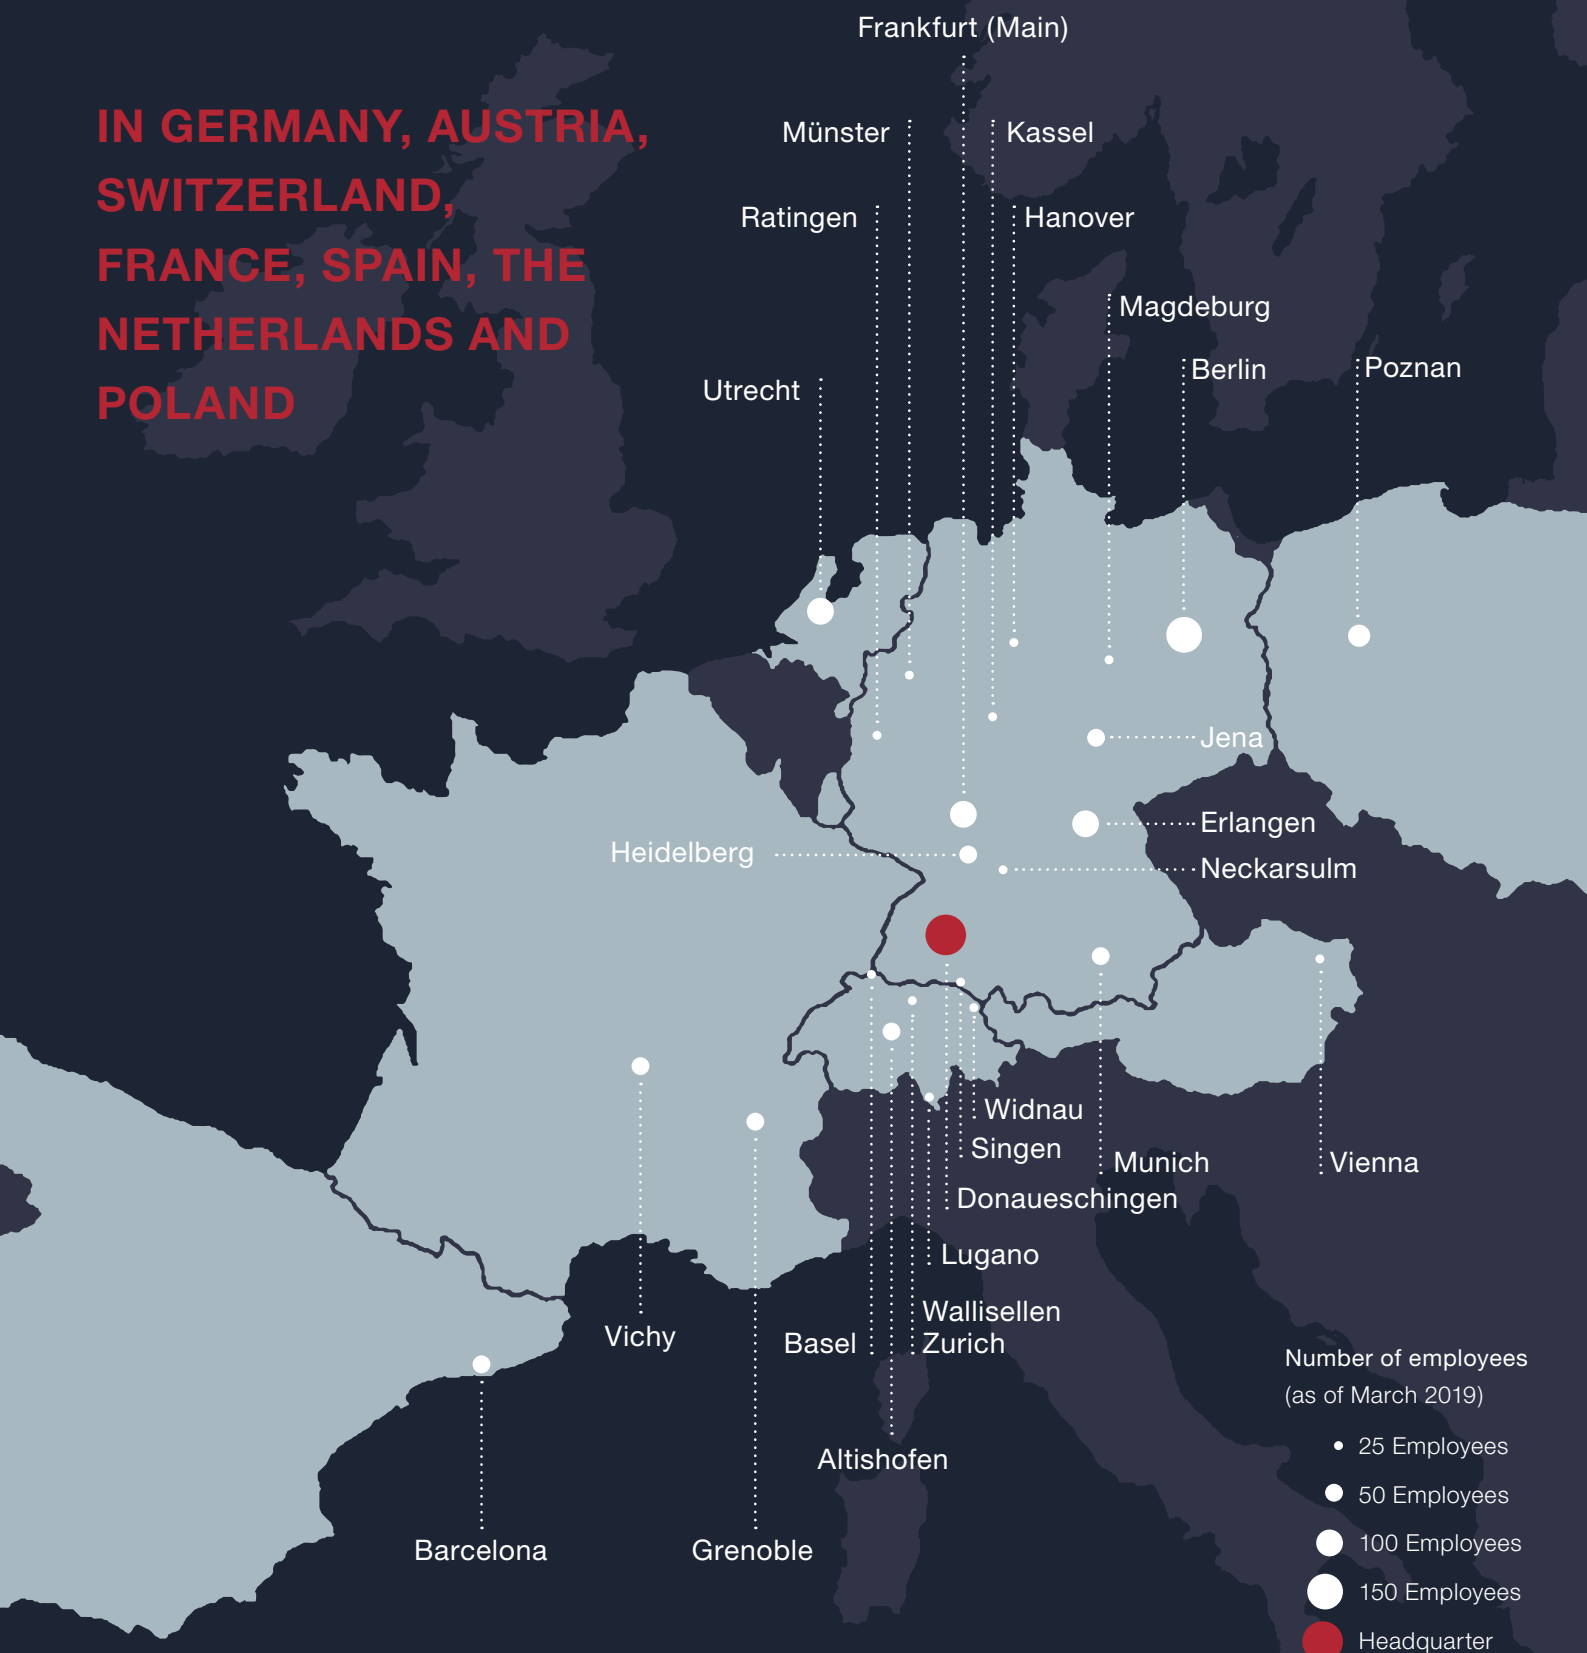 Frankfurt (Main)
IN GERMANY, AUSTRIA,
SWITZERLAND,
FRANCE, SPAIN, THE
NETHERLANDS AND
POLAND
Münster
Kassel
Ratingen
Hanover
Magdeburg
Berlin
Poznan
Utrecht
Jena
Erlangen
Heidelberg
Neckarsulm
Widnau
Singen
Munich
Vienna
Donaueschingen
Lugano
Wallisellen
Zurich
Basel
Vichy
Altishofen
Barcelona
Grenoble
Number of employees
(as of March 2019)
25 Employees
50 Employees
100 Employees
150 Employees
Headquarter